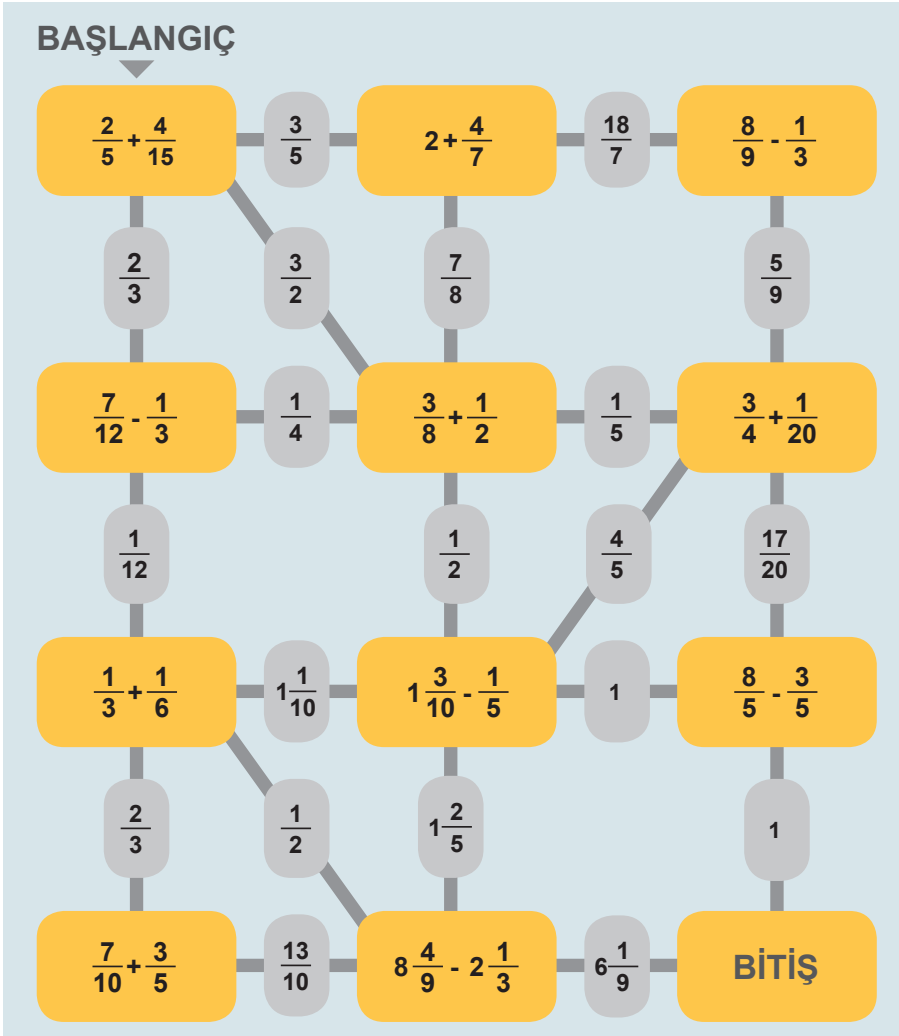 BAŞLANGIÇ
2/5 + 4/15 3/5 2 + 4/7 18/7 8/9 - 1/3
2/3 3/2 7/8 5/9
7/12 - 1/3 1/4 3/8 + 1/2 1/5 3/4 + 1/20
1/12 1/2 4/5 17/20
1/3 + 1/6 1 1/10 1 3/10 - 1/5 1 8/5 - 3/5
2/3 1/2 1 2/5 1
7/10 + 3/5 13/10 8 4/9 - 2 1/3 6 1/9 BİTİŞ